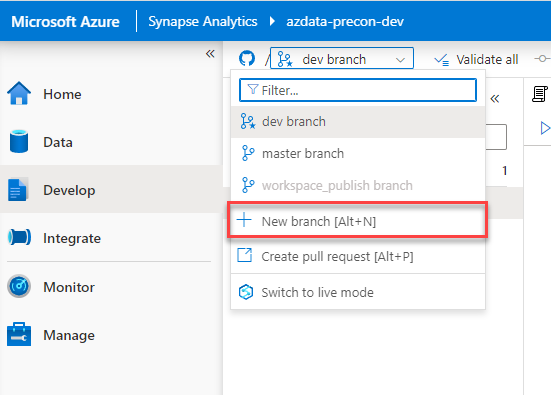 Microsoft Azure | Synapse Analytics ▸ azdata-precon-dev
«
/ dev branch
Validate all
Home
Data
Develop
Integrate
Monitor
Manage
Filter...
«
dev branch
master branch
1
workspace_publish branch
New branch [Alt+N]
Create pull request [Alt+P]
Switch to live mode